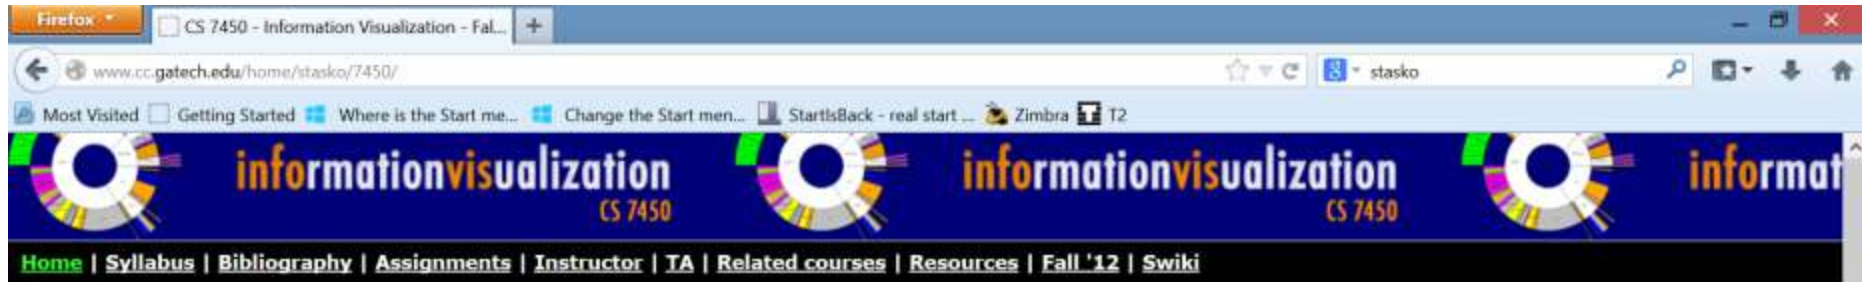 Firefox
CS 7450 - Information Visualization - Fal...
www.cc.gatech.edu/home/stasko/7450/
stasko
Most Visited Getting Started Where is the Start me... Change the Start men... StartIsBack - real start ... Zimbra T2
informationvisualization informationvisualization informat
CS 7450 CS 7450
Home | Syllabus | Bibliography | Assignments | Instructor | TA | Related courses | Resources | Fall '12 | Swiki